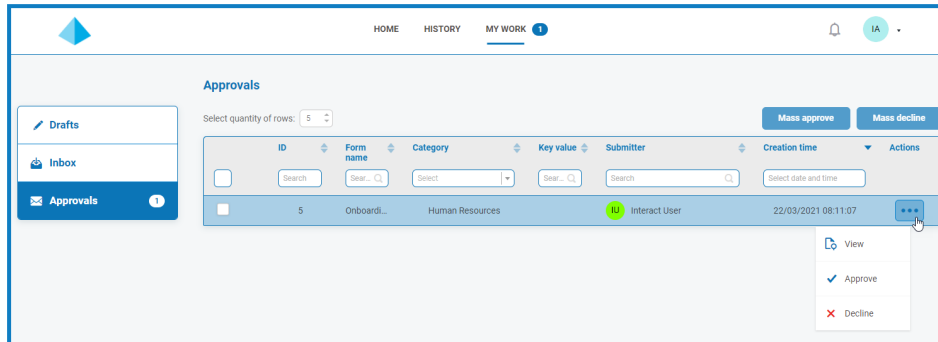 HOME HISTORY MY WORK 1 IA
Approvals
Select quantity of rows: 5
Mass approve Mass decline
Drafts
Inbox
Approvals 1
ID Form name Category Key value Submitter Creation time Actions
Search Sear... Select Sear... Search Select date and time
5 Onboardi... Human Resources IU Interact User 22/03/2021 08:11:07
View
Approve
Decline